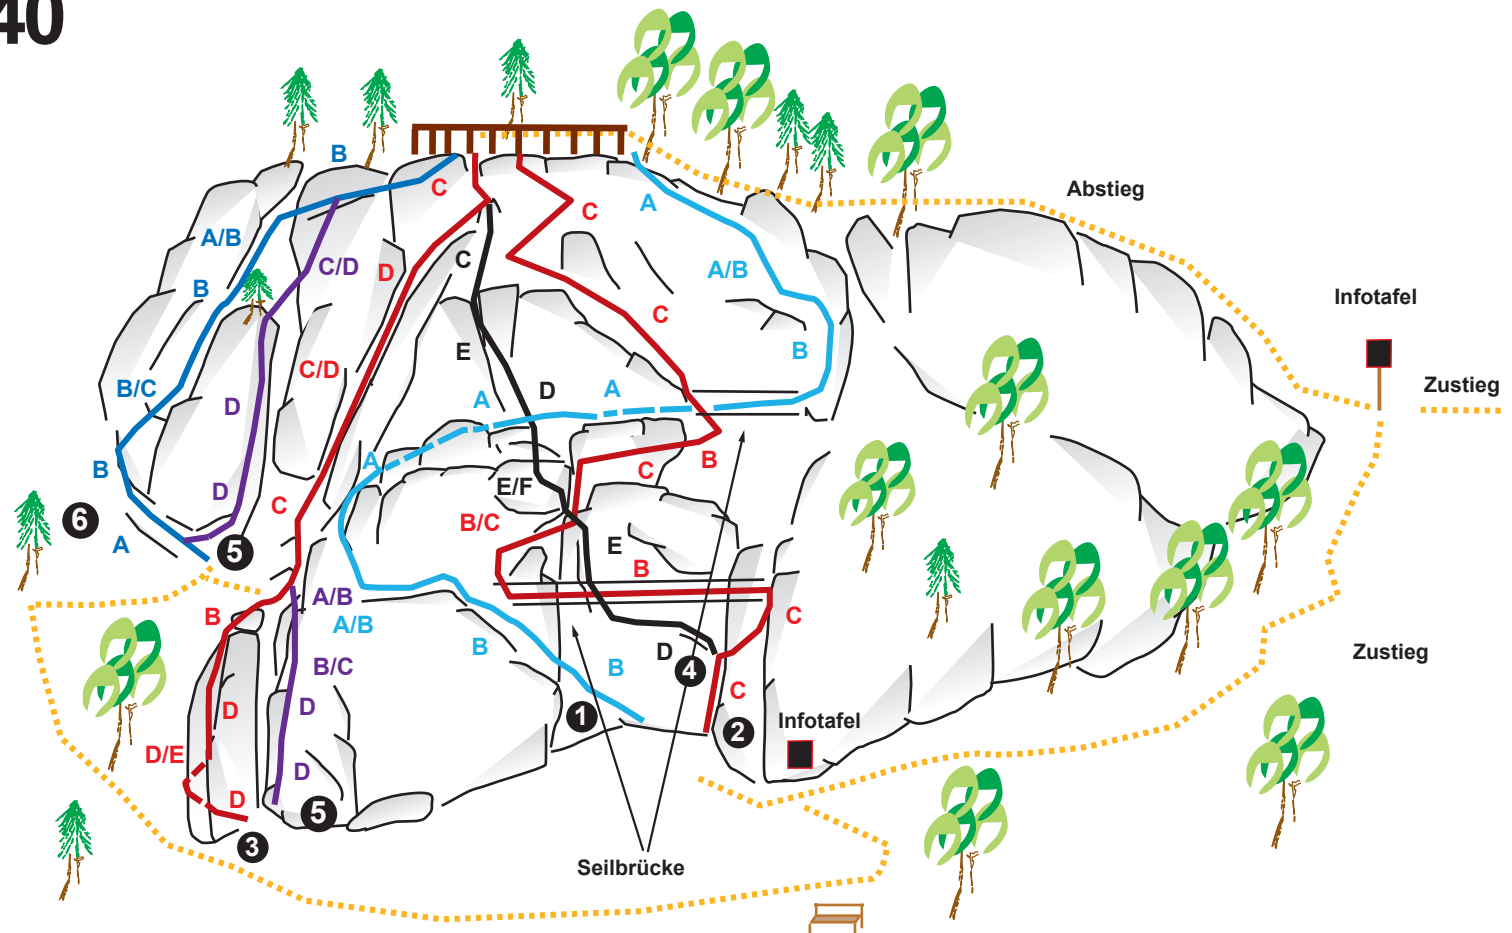 40
B
C
Abstieg
A
C
A/B
C
C/D
D
A/B
B
Infotafel
C
B
E
C/D
Zustieg
B/C
D
A
D
A
A
B
C
B
D
E/F
C
6
B/C
A
5
E
B
A/B
B
A/B
C
B
D
B/C
B
4
Zustieg
D
D
C
1
2
Infotafel
D/E
D
D
5
3
Seilbrücke